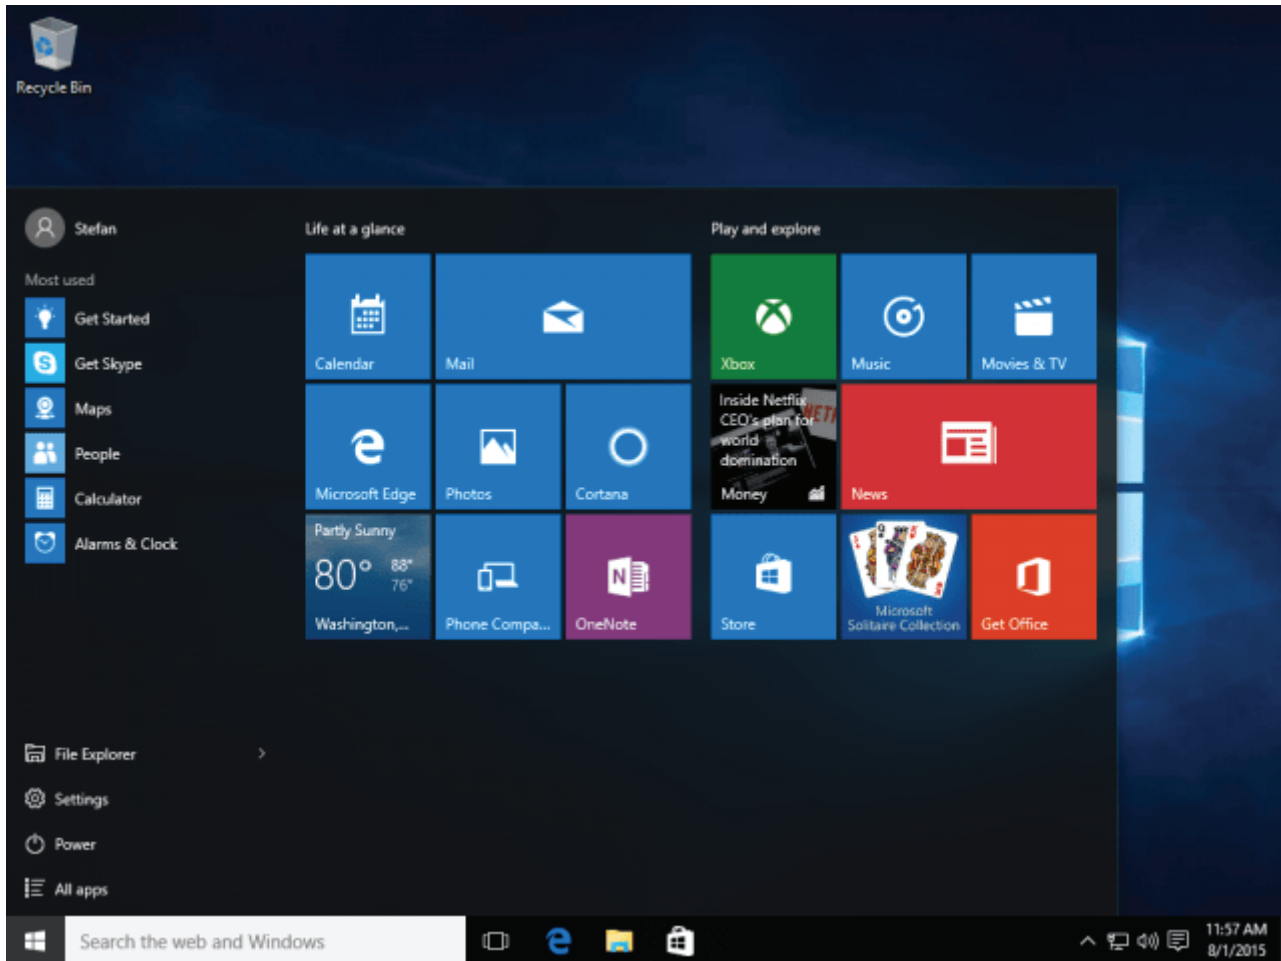 Recycle Bin
Stefan
Most used
Get Started
Get Skype
Maps
People
Calculator
Alarms & Clock
File Explorer
Settings
Power
All apps
Life at a glance
Calendar
Mail
Microsoft Edge
Photos
Cortana
Partly Sunny
80° 88°
76°
Washington,...
Phone Compa...
OneNote
Play and explore
Xbox
Music
Movies & TV
Inside Netflix
CEO's plan for
world
domination
Money
News
Store
Microsoft
Solitaire Collection
Get Office
Search the web and Windows
11:57 AM
8/1/2015